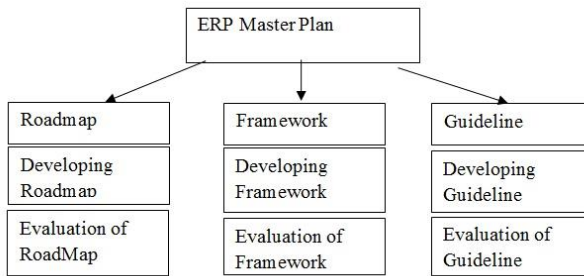 ERP Master Plan
Roadmap
Developing
Roadmap
Evaluation of
RoadMap
Framework
Developing
Framework
Evaluation of
Framework
Guideline
Developing
Guideline
Evaluation of
Guideline